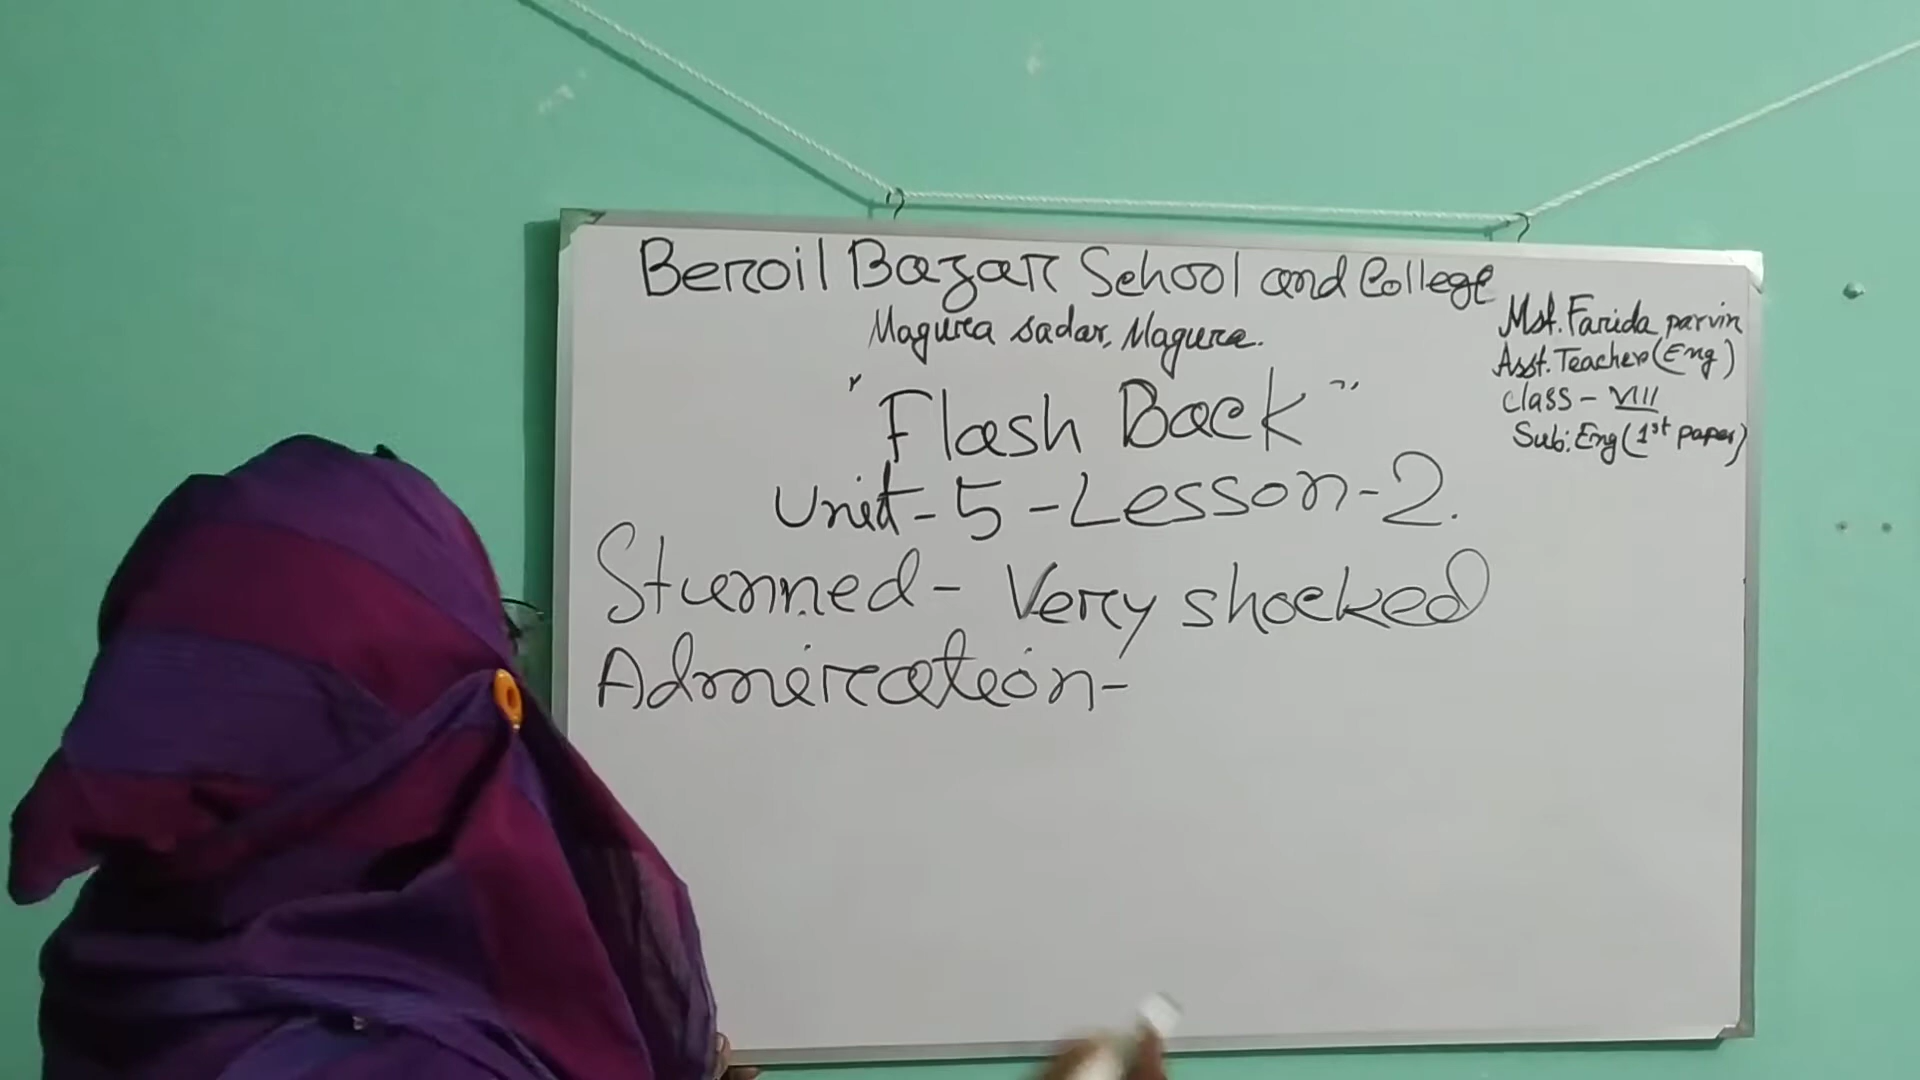 Beroil Bazar School and College
Magura sadar, Magura.
"Flash Back"
Unit-5-Lesson-2.
Stunned- Very shocked
Admiration-
Mst. Farida parvin
Asst. Teacher (Eng)
Class- VIII
Sub: Eng (1st paper)